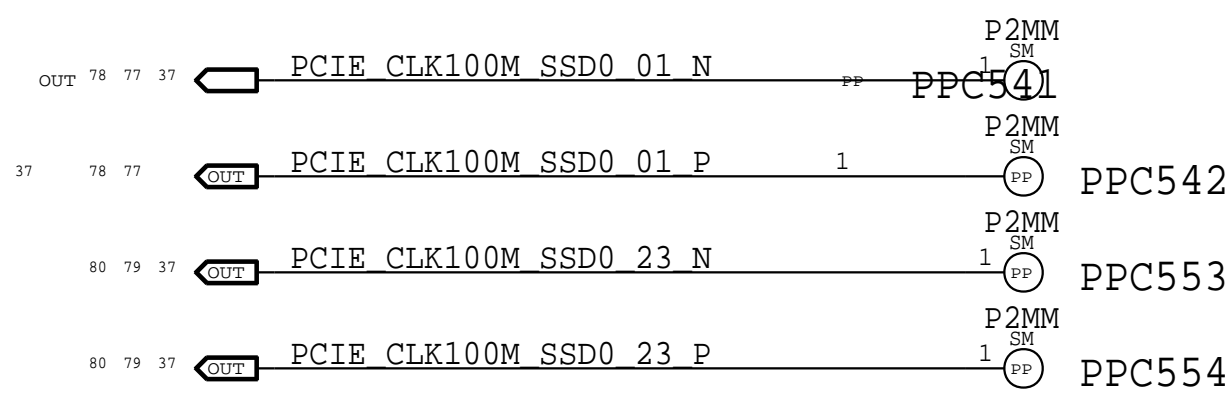 P2MM
SM
OUT 78 77 37 PCIE_CLK100M_SSD0_01_N PP 1 PPC541
P2MM
SM
37 78 77 OUT PCIE_CLK100M_SSD0_01_P 1 PP PPC542
P2MM
SM
80 79 37 OUT PCIE_CLK100M_SSD0_23_N 1 PP PPC553
P2MM
SM
80 79 37 OUT PCIE_CLK100M_SSD0_23_P 1 PP PPC554